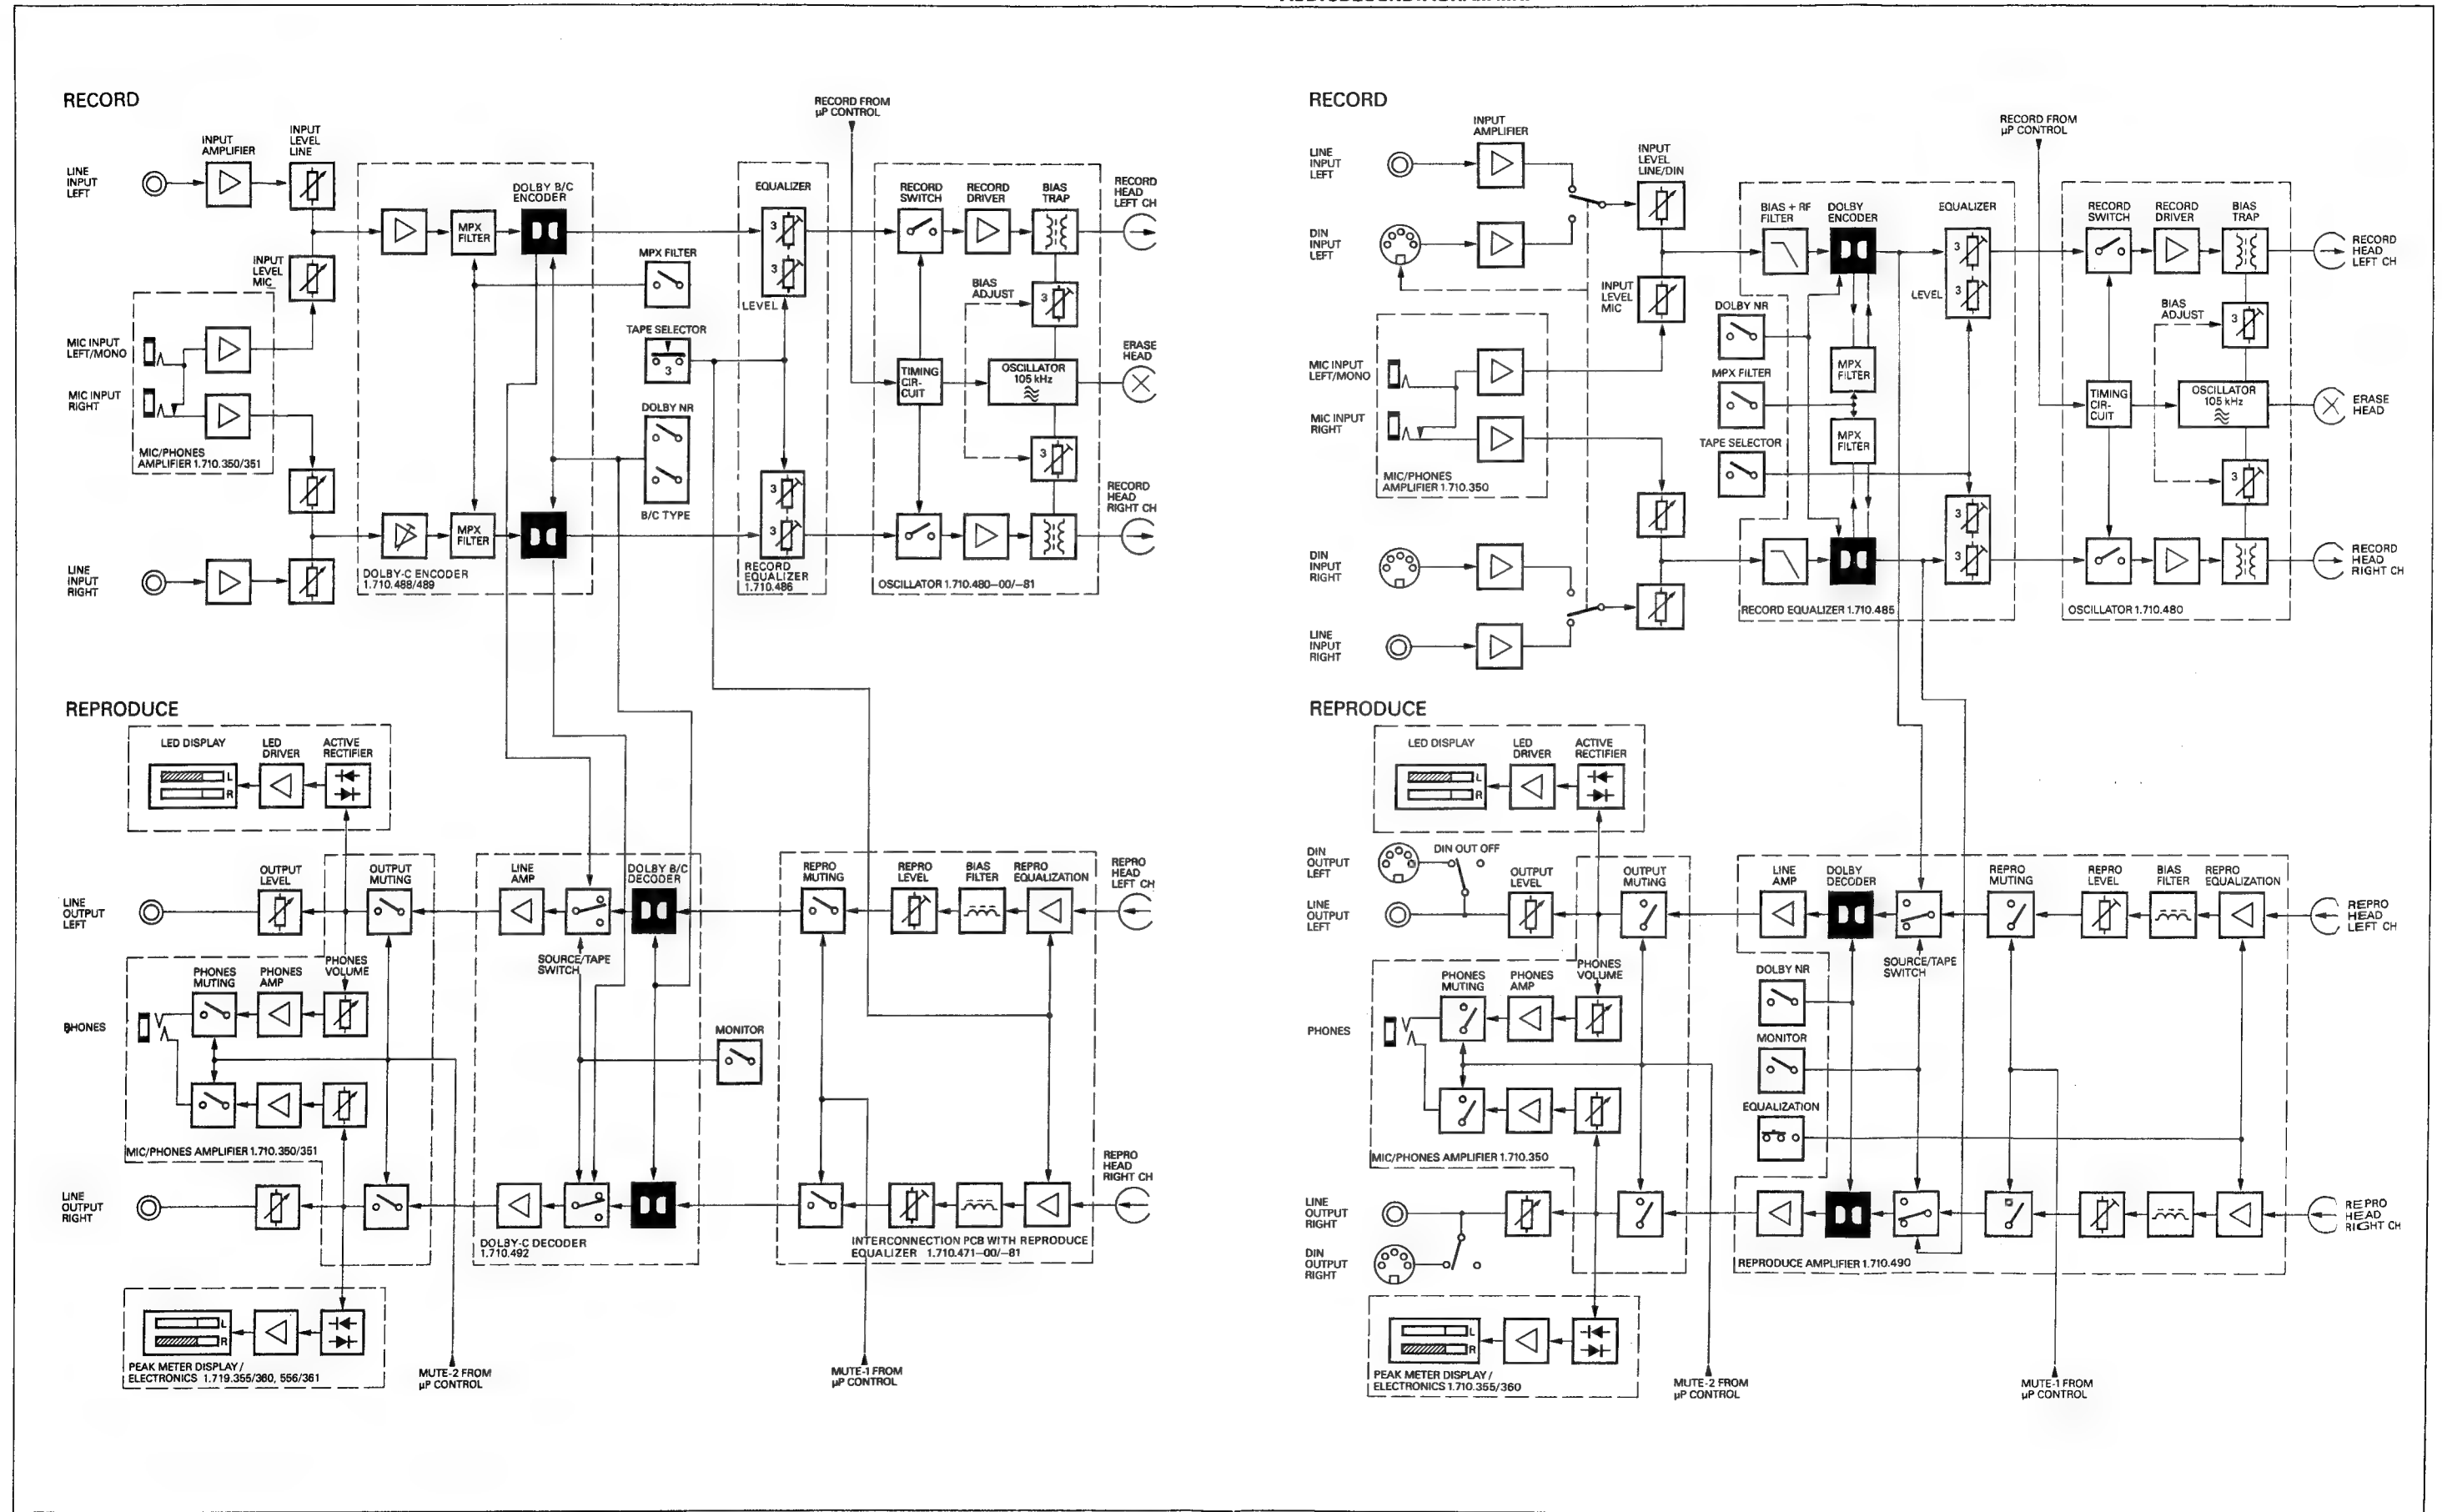 RECORD
RECORD FROM
µP CONTROL
INPUT
AMPLIFIER
INPUT
LEVEL
LINE
LINE
INPUT
LEFT
DOLBY B/C
ENCODER
MPX
FILTER
EQUALIZER
3
3
LEVEL
RECORD
SWITCH
RECORD
DRIVER
BIAS
TRAP
RECORD
HEAD
LEFT CH
INPUT
LEVEL
MIC
MPX FILTER
BIAS
ADJUST
3
TAPE SELECTOR
3
MIC INPUT
LEFT/MONO
MIC INPUT
RIGHT
TIMING
CIR-
CUIT
OSCILLATOR
105 kHz
ERASE
HEAD
DOLBY NR
B/C TYPE
MIC/PHONES
AMPLIFIER 1.710.350/351
3
3
3
MPX
FILTER
RECORD
HEAD
RIGHT CH
LINE
INPUT
RIGHT
DOLBY-C ENCODER
1.710.488/489
RECORD
EQUALIZER
1.710.486
OSCILLATOR 1.710.480-00/-81
REPRODUCE
LED DISPLAY
LED
DRIVER
ACTIVE
RECTIFIER
L
R
OUTPUT
LEVEL
OUTPUT
MUTING
LINE
AMP
DOLBY B/C
DECODER
REPRO
MUTING
REPRO
LEVEL
BIAS
FILTER
REPRO
EQUALIZATION
REPRO
HEAD
LEFT CH
LINE
OUTPUT
LEFT
SOURCE/TAPE
SWITCH
PHONES
MUTING
PHONES
AMP
PHONES
VOLUME
PHONES
MONITOR
MIC/PHONES AMPLIFIER 1.710.350/351
REPRO
HEAD
RIGHT CH
LINE
OUTPUT
RIGHT
DOLBY-C DECODER
1.710.492
INTERCONNECTION PCB WITH REPRODUCE
EQUALIZER 1.710.471-00/-81
L
R
PEAK METER DISPLAY/
ELECTRONICS 1.719.355/360, 556/361
MUTE-2 FROM
µP CONTROL
MUTE-1 FROM
µP CONTROL
RECORD
INPUT
AMPLIFIER
RECORD FROM
µP CONTROL
LINE
INPUT
LEFT
INPUT
LEVEL
LINE/DIN
DIN
INPUT
LEFT
BIAS + RF
FILTER
DOLBY
ENCODER
EQUALIZER
3
3
LEVEL
RECORD
SWITCH
RECORD
DRIVER
BIAS
TRAP
RECORD
HEAD
LEFT CH
INPUT
LEVEL
MIC
DOLBY NR
BIAS
ADJUST
3
MIC INPUT
LEFT/MONO
MPX FILTER
MPX
FILTER
MPX
FILTER
TIMING
CIR-
CUIT
OSCILLATOR
105 kHz
ERASE
HEAD
MIC INPUT
RIGHT
TAPE SELECTOR
MIC/PHONES
AMPLIFIER 1.710.350
3
3
3
DIN
INPUT
RIGHT
RECORD
HEAD
RIGHT CH
RECORD EQUALIZER 1.710.485
OSCILLATOR 1.710.480
LINE
INPUT
RIGHT
REPRODUCE
LED DISPLAY
LED
DRIVER
ACTIVE
RECTIFIER
L
R
DIN
OUTPUT
LEFT
DIN OUT OFF
OUTPUT
LEVEL
OUTPUT
MUTING
LINE
AMP
DOLBY
DECODER
REPRO
MUTING
REPRO
LEVEL
BIAS
FILTER
REPRO
EQUALIZATION
LINE
OUTPUT
LEFT
REPRO
HEAD
LEFT CH
SOURCE/TAPE
SWITCH
PHONES
MUTING
PHONES
AMP
PHONES
VOLUME
DOLBY NR
PHONES
MONITOR
EQUALIZATION
MIC/PHONES AMPLIFIER 1.710.350
LINE
OUTPUT
RIGHT
REPRO
HEAD
RIGHT CH
DIN
OUTPUT
RIGHT
REPRODUCE AMPLIFIER 1.710.490
L
R
PEAK METER DISPLAY/
ELECTRONICS 1.710.355/360
MUTE-2 FROM
µP CONTROL
MUTE-1 FROM
µP CONTROL